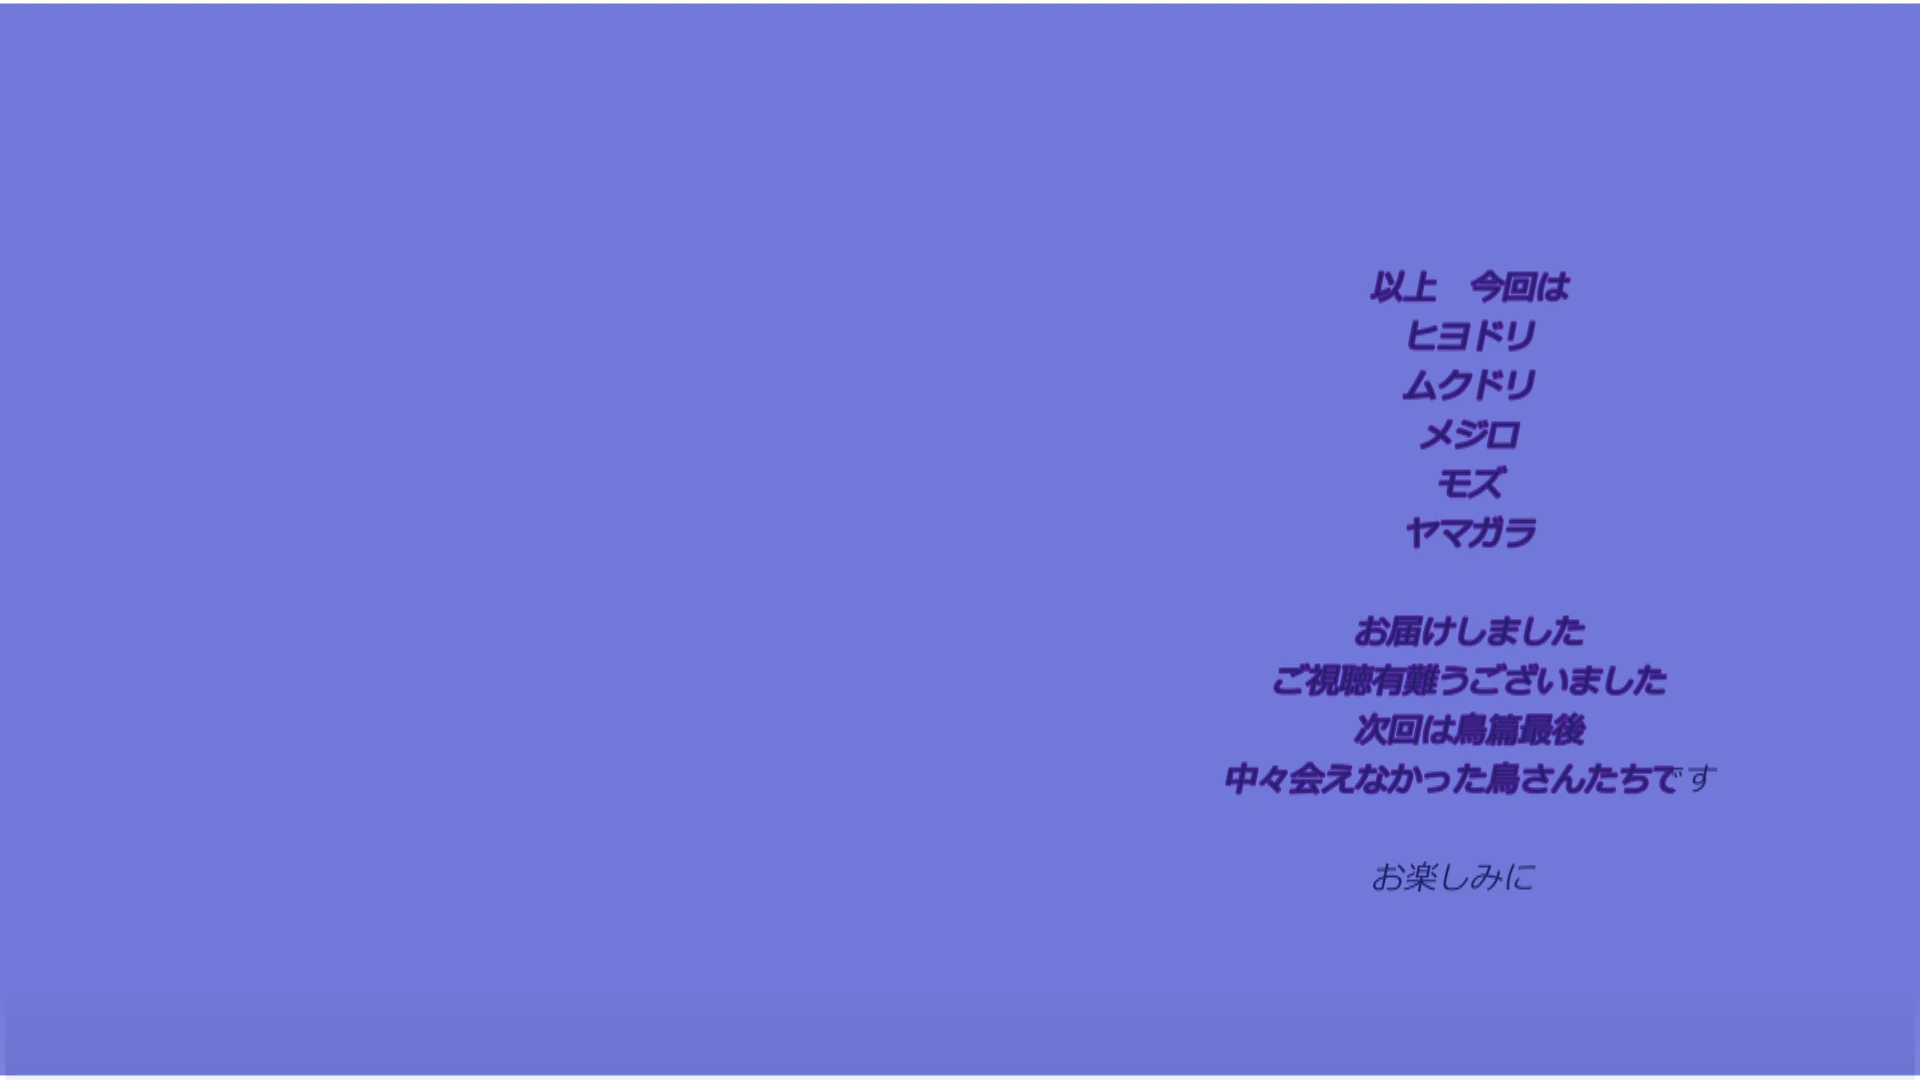 以上　今回は
ヒヨドリ
ムクドリ
メジロ
モズ
ヤマガラ
お届けしました
ご視聴有難うございました
次回は鳥篇最後
中々会えなかった鳥さんたちです
お楽しみに